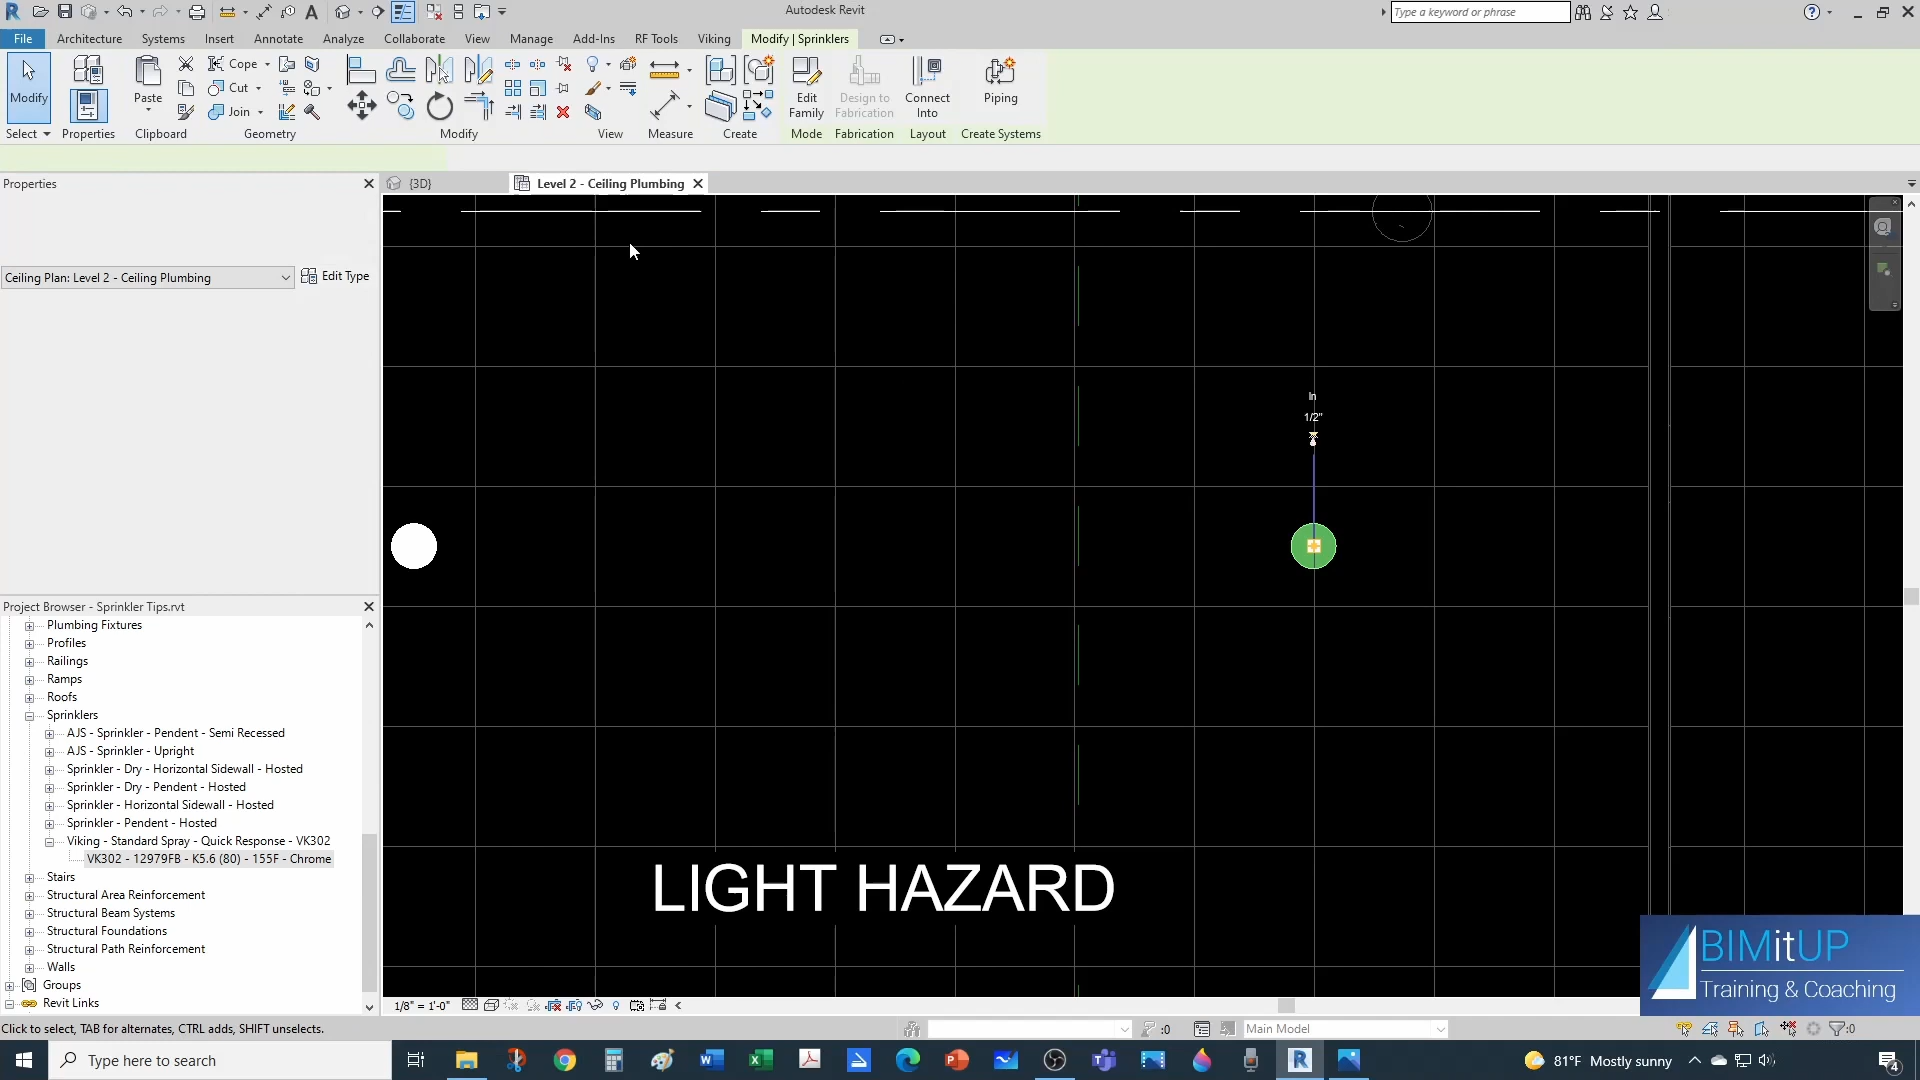 Autodesk Revit
Type a keyword or phrase
File Architecture Systems Insert Annotate Analyze Collaborate View Manage Add-Ins RF Tools Viking Modify | Sprinklers
Modify
Select
Properties
Paste
Clipboard
Cope
Cut
Join
Geometry
Modify
View
Measure
Create
Edit Family
Mode
Design to Fabrication
Fabrication
Connect Into
Layout
Piping
Create Systems
Properties
Ceiling Plan: Level 2 - Ceiling Plumbing
Edit Type
{3D}
Level 2 - Ceiling Plumbing
In
1/2"
LIGHT HAZARD
Project Browser - Sprinkler Tips.rvt
Plumbing Fixtures
Profiles
Railings
Ramps
Roofs
Sprinklers
AJS - Sprinkler - Pendent - Semi Recessed
AJS - Sprinkler - Upright
Sprinkler - Dry - Horizontal Sidewall - Hosted
Sprinkler - Dry - Pendent - Hosted
Sprinkler - Horizontal Sidewall - Hosted
Sprinkler - Pendent - Hosted
Viking - Standard Spray - Quick Response - VK302
VK302 - 12979FB - K5.6 (80) - 155F - Chrome
Stairs
Structural Area Reinforcement
Structural Beam Systems
Structural Foundations
Structural Path Reinforcement
Walls
Groups
Revit Links
BIMitUP
Training & Coaching
1/8" = 1'-0"
Click to select, TAB for alternates, CTRL adds, SHIFT unselects.
:0
Main Model
:0
Type here to search
81°F Mostly sunny
4